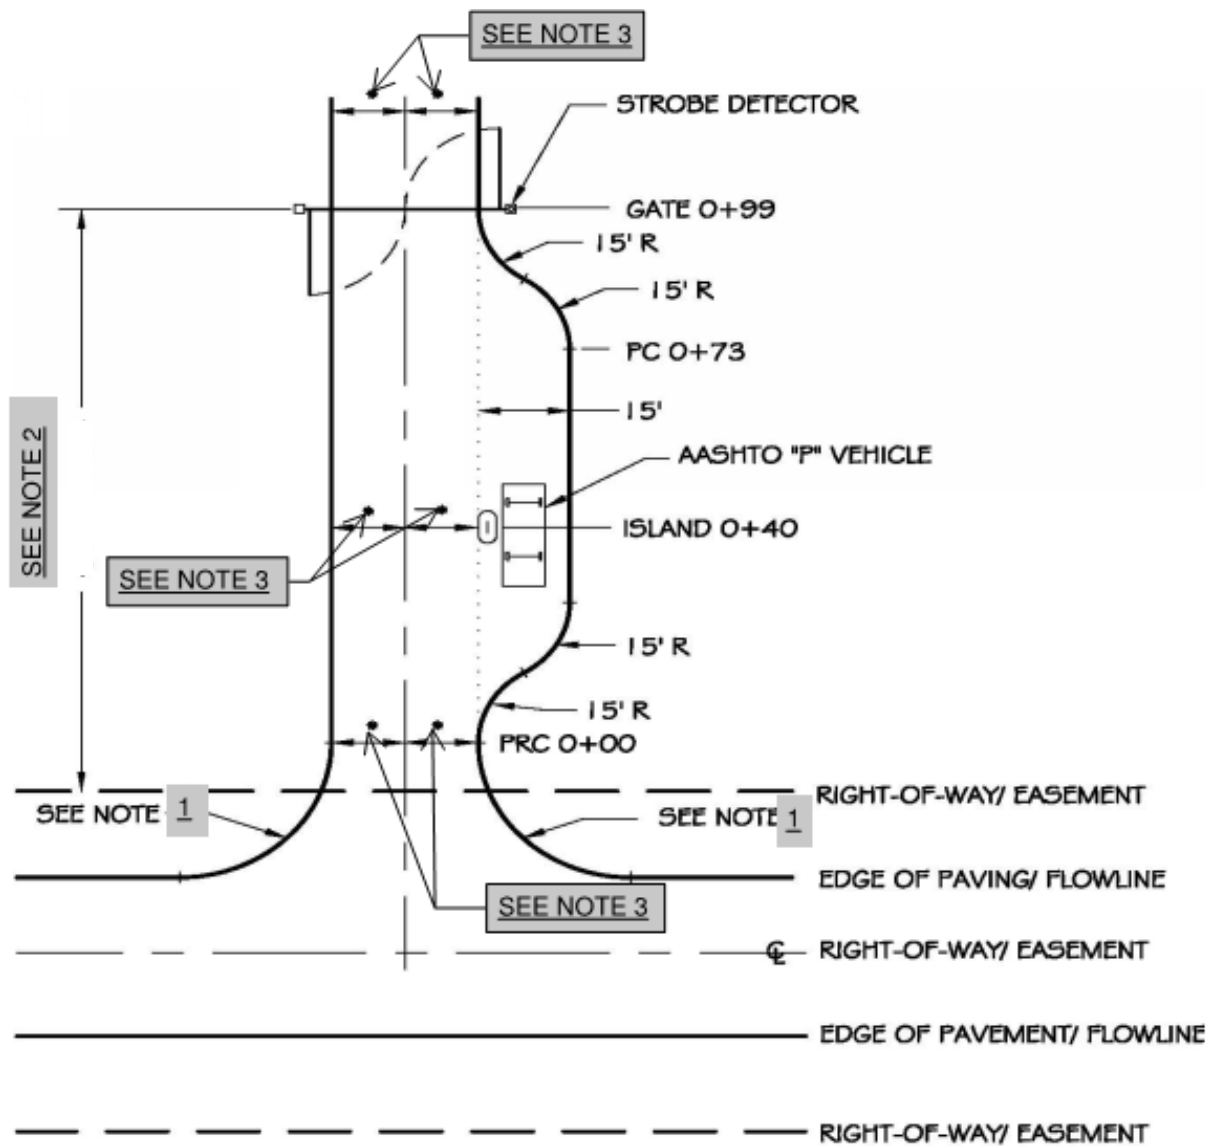 SEE NOTE 3
STROBE DETECTOR
GATE 0+99
15' R
15' R
PC 0+73
15'
AASHTO "P" VEHICLE
SEE NOTE 2
ISLAND 0+40
SEE NOTE 3
15' R
15' R
PRC 0+00
RIGHT-OF-WAY/ EASEMENT
SEE NOTE 1
SEE NOTE 1
EDGE OF PAVING/ FLOWLINE
SEE NOTE 3
℄ RIGHT-OF-WAY/ EASEMENT
EDGE OF PAVEMENT/ FLOWLINE
RIGHT-OF-WAY/ EASEMENT